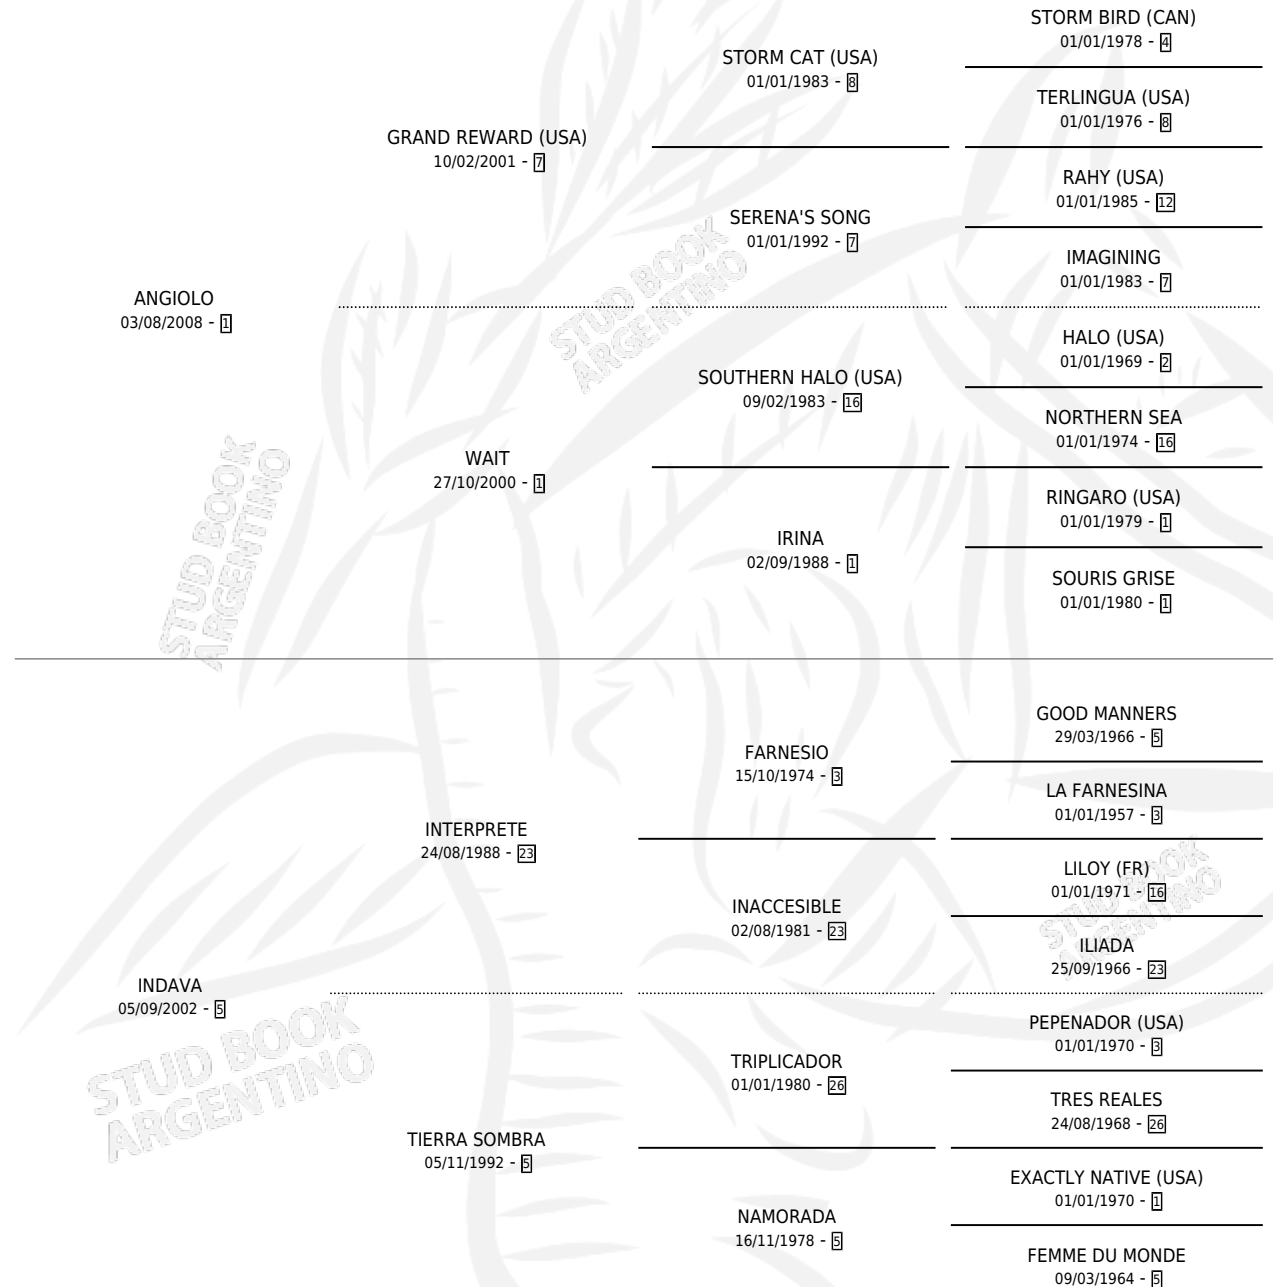 STORM BIRD (CAN)
01/01/1978 - 4
STORM CAT (USA)
01/01/1983 - 8
TERLINGUA (USA)
01/01/1976 - 8
GRAND REWARD (USA)
10/02/2001 - 7
RAHY (USA)
01/01/1985 - 12
SERENA'S SONG
01/01/1992 - 7
IMAGINING
01/01/1983 - 7
ANGIOLO
03/08/2008 - 1
HALO (USA)
01/01/1969 - 2
SOUTHERN HALO (USA)
09/02/1983 - 16
NORTHERN SEA
01/01/1974 - 16
WAIT
27/10/2000 - 1
RINGARO (USA)
01/01/1979 - 1
IRINA
02/09/1988 - 1
SOURIS GRISE
01/01/1980 - 1
GOOD MANNERS
29/03/1966 - 5
FARNESIO
15/10/1974 - 3
LA FARNESINA
01/01/1957 - 3
INTERPRETE
24/08/1988 - 23
LILOY (FR)
01/01/1971 - 16
INACCESIBLE
02/08/1981 - 23
ILIADA
25/09/1966 - 23
INDAVA
05/09/2002 - 5
PEPENADOR (USA)
01/01/1970 - 3
TRIPLICADOR
01/01/1980 - 26
TRES REALES
24/08/1968 - 26
TIERRA SOMBRA
05/11/1992 - 5
EXACTLY NATIVE (USA)
01/01/1970 - 1
NAMORADA
16/11/1978 - 5
FEMME DU MONDE
09/03/1964 - 5
STUD BOOK
ARGENTINO
STUD BOOK
ARGENTINO
STUD BOOK
ARGENTINO
STUD BOOK
ARGENTINO